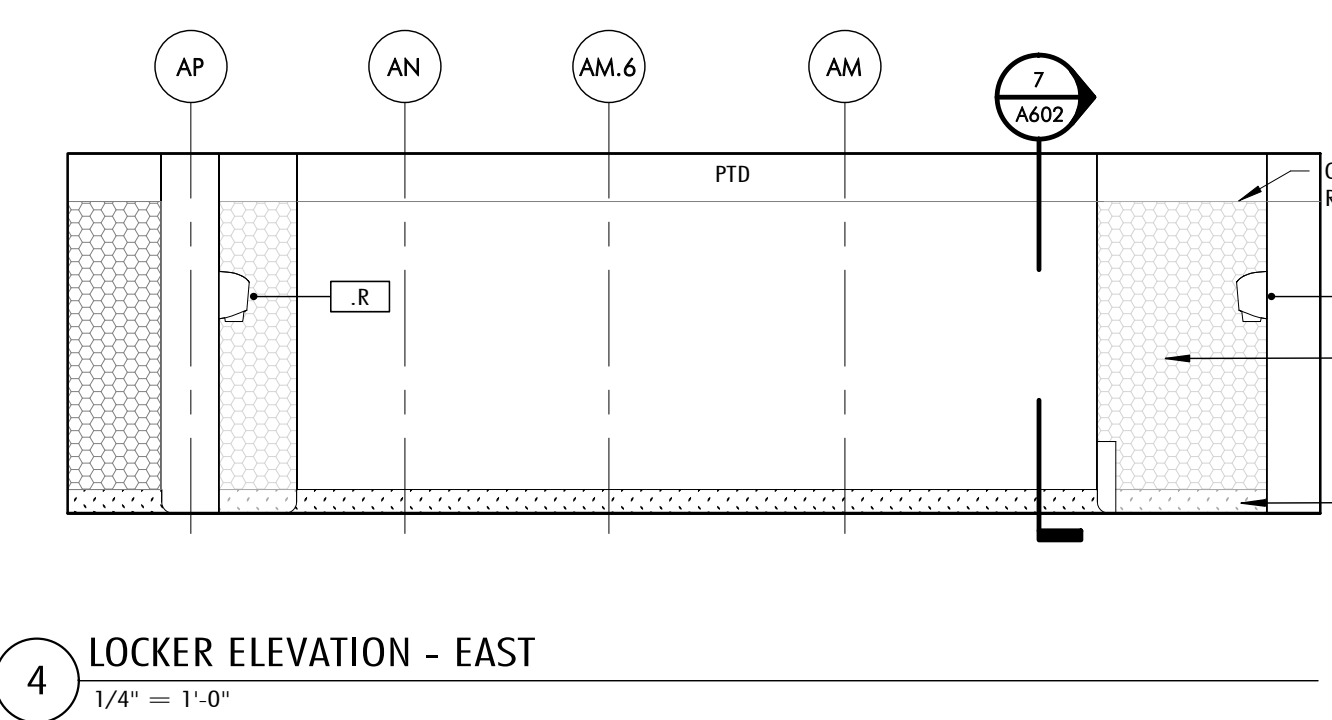 AP
AN
AM.6
AM
7
A602
PTD
.R
4
LOCKER ELEVATION - EAST
1/4" = 1'-0"